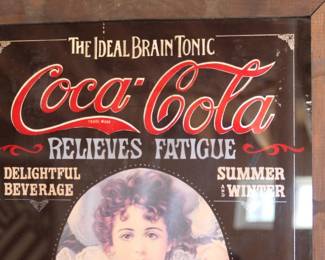 THE IDEAL BRAIN TONIC
Coca-Cola
TRADE MARK
RELIEVES FATIGUE
DELIGHTFUL
BEVERAGE
SUMMER
AND WINTER